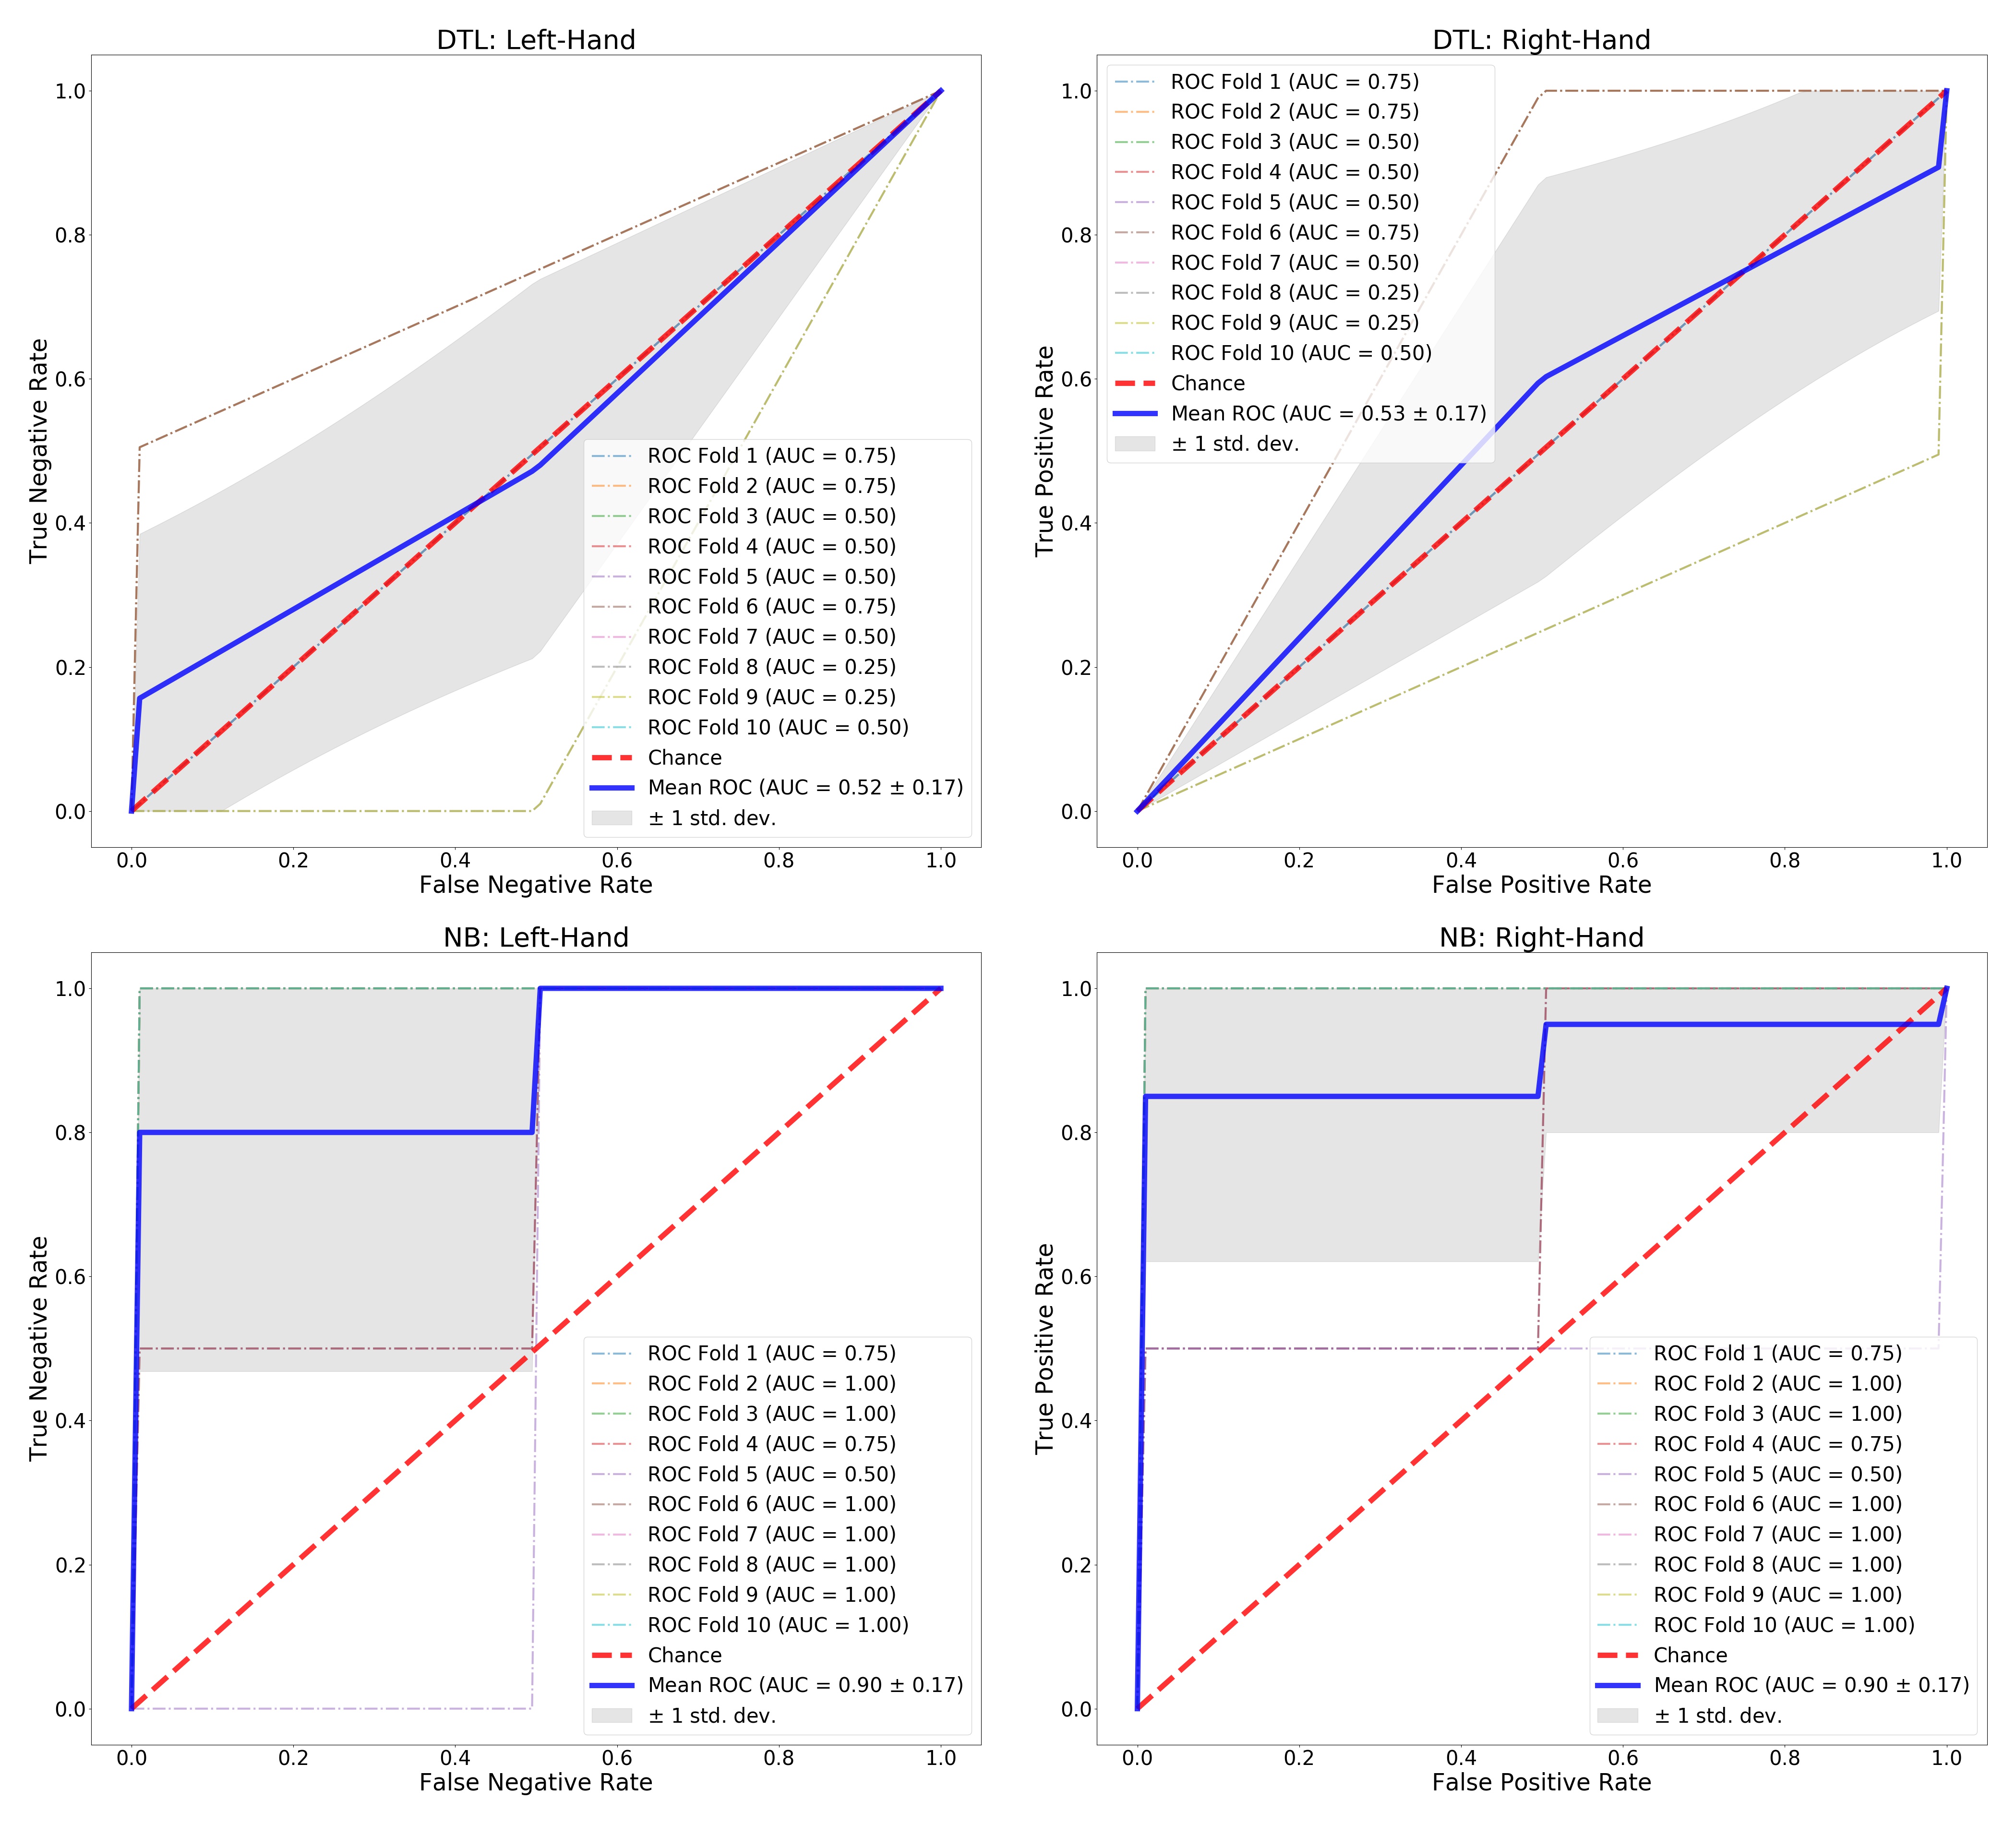 DTL: Left-Hand
True Negative Rate
1.0
0.8
0.6
0.4
0.2
0.0
ROC Fold 1 (AUC = 0.75)
ROC Fold 2 (AUC = 0.75)
ROC Fold 3 (AUC = 0.50)
ROC Fold 4 (AUC = 0.50)
ROC Fold 5 (AUC = 0.50)
ROC Fold 6 (AUC = 0.75)
ROC Fold 7 (AUC = 0.50)
ROC Fold 8 (AUC = 0.25)
ROC Fold 9 (AUC = 0.25)
ROC Fold 10 (AUC = 0.50)
Chance
Mean ROC (AUC = 0.52 ± 0.17)
± 1 std. dev.
0.0 0.2 0.4 0.6 0.8 1.0
False Negative Rate
DTL: Right-Hand
True Positive Rate
1.0
0.8
0.6
0.4
0.2
0.0
ROC Fold 1 (AUC = 0.75)
ROC Fold 2 (AUC = 0.75)
ROC Fold 3 (AUC = 0.50)
ROC Fold 4 (AUC = 0.50)
ROC Fold 5 (AUC = 0.50)
ROC Fold 6 (AUC = 0.75)
ROC Fold 7 (AUC = 0.50)
ROC Fold 8 (AUC = 0.25)
ROC Fold 9 (AUC = 0.25)
ROC Fold 10 (AUC = 0.50)
Chance
Mean ROC (AUC = 0.53 ± 0.17)
± 1 std. dev.
0.0 0.2 0.4 0.6 0.8 1.0
False Positive Rate
NB: Left-Hand
True Negative Rate
1.0
0.8
0.6
0.4
0.2
0.0
ROC Fold 1 (AUC = 0.75)
ROC Fold 2 (AUC = 1.00)
ROC Fold 3 (AUC = 1.00)
ROC Fold 4 (AUC = 0.75)
ROC Fold 5 (AUC = 0.50)
ROC Fold 6 (AUC = 1.00)
ROC Fold 7 (AUC = 1.00)
ROC Fold 8 (AUC = 1.00)
ROC Fold 9 (AUC = 1.00)
ROC Fold 10 (AUC = 1.00)
Chance
Mean ROC (AUC = 0.90 ± 0.17)
± 1 std. dev.
0.0 0.2 0.4 0.6 0.8 1.0
False Negative Rate
NB: Right-Hand
True Positive Rate
1.0
0.8
0.6
0.4
0.2
0.0
ROC Fold 1 (AUC = 0.75)
ROC Fold 2 (AUC = 1.00)
ROC Fold 3 (AUC = 1.00)
ROC Fold 4 (AUC = 0.75)
ROC Fold 5 (AUC = 0.50)
ROC Fold 6 (AUC = 1.00)
ROC Fold 7 (AUC = 1.00)
ROC Fold 8 (AUC = 1.00)
ROC Fold 9 (AUC = 1.00)
ROC Fold 10 (AUC = 1.00)
Chance
Mean ROC (AUC = 0.90 ± 0.17)
± 1 std. dev.
0.0 0.2 0.4 0.6 0.8 1.0
False Positive Rate